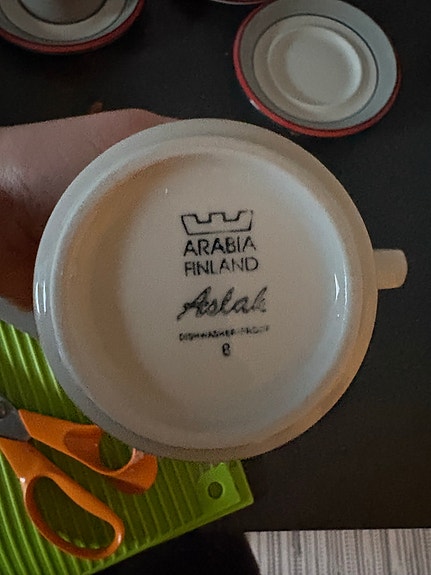 ARABIA
FINLAND
Aslak
DISHWASHER-PROOF
8